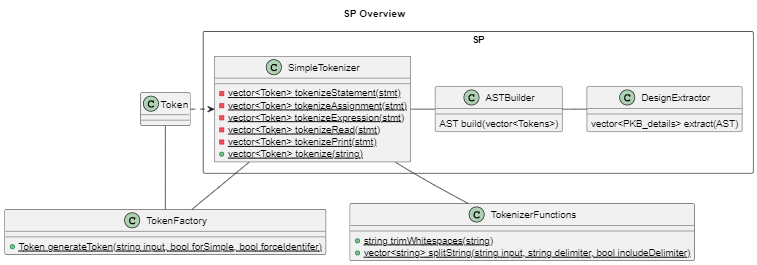 SP Overview
SP
C SimpleTokenizer
vector<Token> tokenizeStatement(stmt)
vector<Token> tokenizeAssignment(stmt)
vector<Token> tokenizeExpression(stmt)
vector<Token> tokenizeRead(stmt)
vector<Token> tokenizePrint(stmt)
vector<Token> tokenize(string)
C Token
C ASTBuilder
AST build(vector<Tokens>)
C DesignExtractor
vector<PKB_details> extract(AST)
C TokenFactory
Token generateToken(string input, bool forSimple, bool forceIdentifer)
C TokenizerFunctions
string trimWhitespaces(string)
vector<string> splitString(string input, string delimiter, bool includeDelimiter)